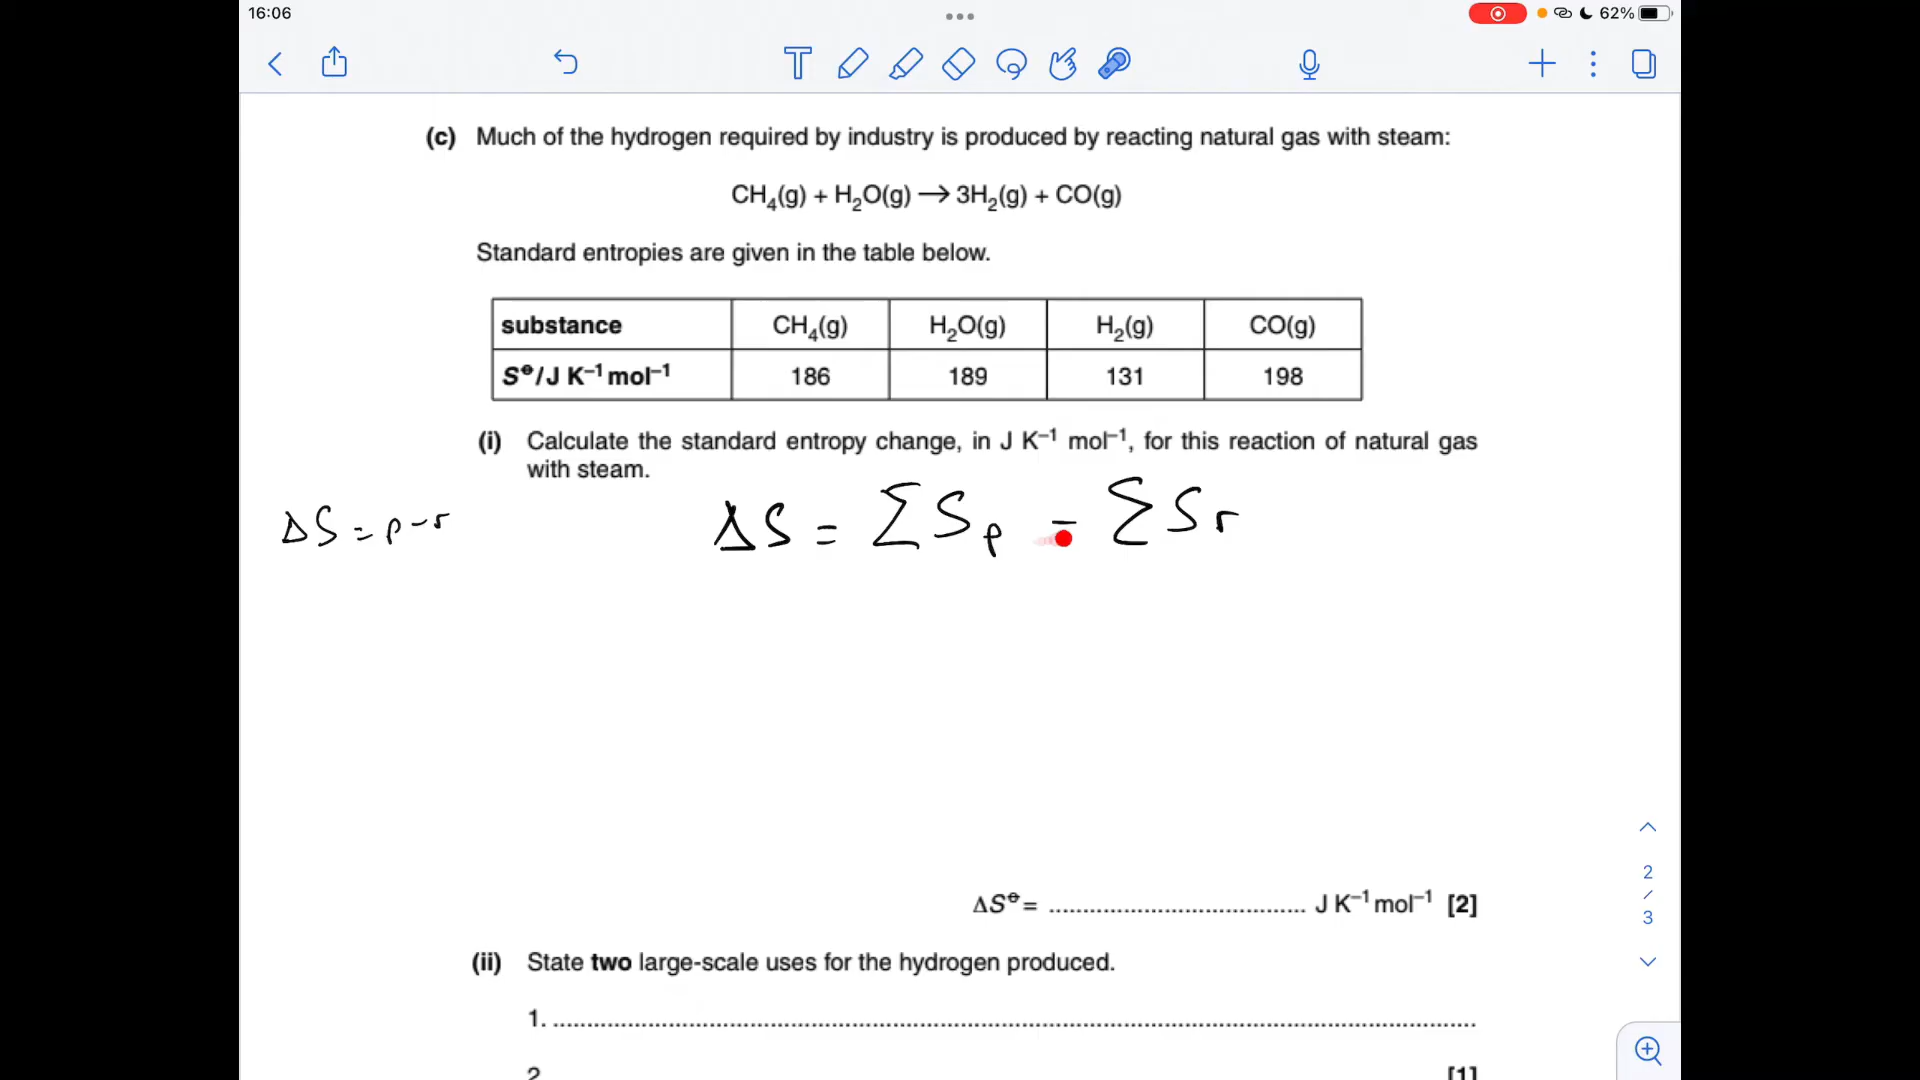 16:06
62%
(c) Much of the hydrogen required by industry is produced by reacting natural gas with steam:
CH₄(g) + H₂O(g) → 3H₂(g) + CO(g)
Standard entropies are given in the table below.
substance CH₄(g) H₂O(g) H₂(g) CO(g)
S⦵/J K⁻¹ mol⁻¹ 186 189 131 198
(i) Calculate the standard entropy change, in J K⁻¹ mol⁻¹, for this reaction of natural gas
with steam.
ΔS = p - r
ΔS = ΣSp - ΣSr
ΔS⦵ = ..................................... J K⁻¹ mol⁻¹ [2]
2
/
3
(ii) State two large-scale uses for the hydrogen produced.
1. ....................................................................................................................................
2 [1]